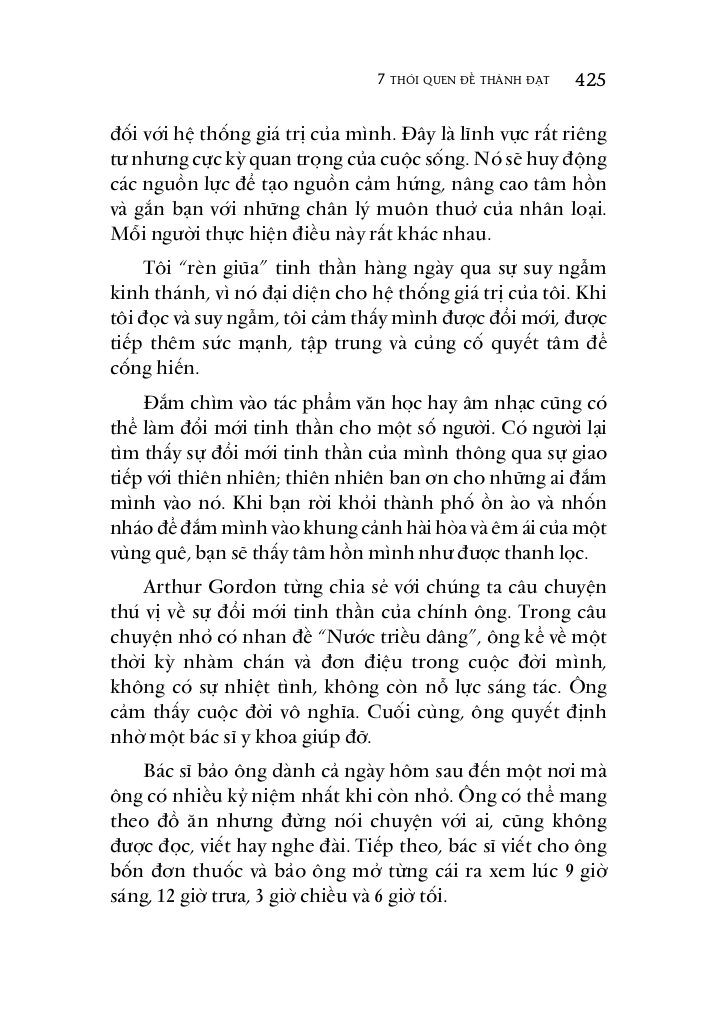 7 THÓI QUEN ĐỂ THÀNH ĐẠT 425
đối với hệ thống giá trị của mình. Đây là lĩnh vực rất riêng
tư nhưng cực kỳ quan trọng của cuộc sống. Nó sẽ huy động
các nguồn lực để tạo nguồn cảm hứng, nâng cao tâm hồn
và gắn bạn với những chân lý muôn thuở của nhân loại.
Mỗi người thực hiện điều này rất khác nhau.
Tôi “rèn giũa” tinh thần hàng ngày qua sự suy ngẫm
kinh thánh, vì nó đại diện cho hệ thống giá trị của tôi. Khi
tôi đọc và suy ngẫm, tôi cảm thấy mình được đổi mới, được
tiếp thêm sức mạnh, tập trung và củng cố quyết tâm để
cống hiến.
Đắm chìm vào tác phẩm văn học hay âm nhạc cũng có
thể làm đổi mới tinh thần cho một số người. Có người lại
tìm thấy sự đổi mới tinh thần của mình thông qua sự giao
tiếp với thiên nhiên; thiên nhiên ban ơn cho những ai đắm
mình vào nó. Khi bạn rời khỏi thành phố ồn ào và nhốn
nháo để đắm mình vào khung cảnh hài hòa và êm ái của một
vùng quê, bạn sẽ thấy tâm hồn mình như được thanh lọc.
Arthur Gordon từng chia sẻ với chúng ta câu chuyện
thú vị về sự đổi mới tinh thần của chính ông. Trong câu
chuyện nhỏ có nhan đề “Nước triều dâng”, ông kể về một
thời kỳ nhàm chán và đơn điệu trong cuộc đời mình,
không có sự nhiệt tình, không còn nỗ lực sáng tác. Ông
cảm thấy cuộc đời vô nghĩa. Cuối cùng, ông quyết định
nhờ một bác sĩ y khoa giúp đỡ.
Bác sĩ bảo ông dành cả ngày hôm sau đến một nơi mà
ông có nhiều kỷ niệm nhất khi còn nhỏ. Ông có thể mang
theo đồ ăn nhưng đừng nói chuyện với ai, cũng không
được đọc, viết hay nghe đài. Tiếp theo, bác sĩ viết cho ông
bốn đơn thuốc và bảo ông mở từng cái ra xem lúc 9 giờ
sáng, 12 giờ trưa, 3 giờ chiều và 6 giờ tối.